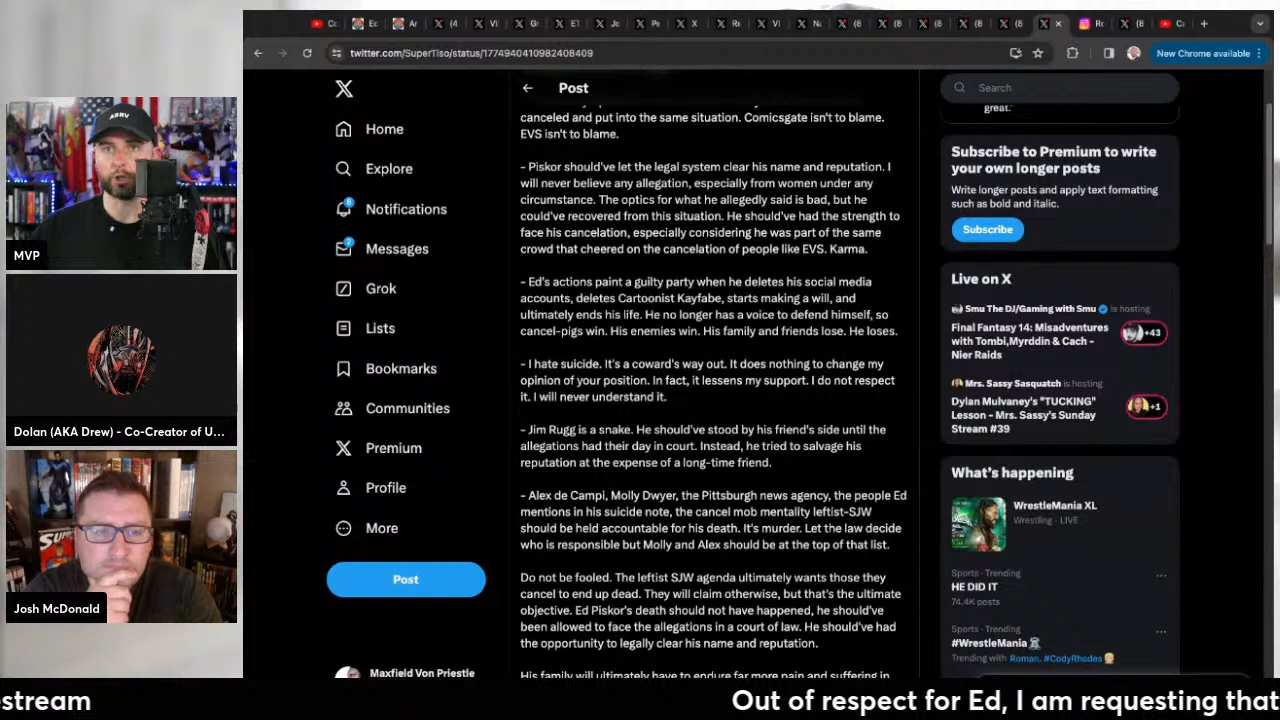 New Chrome available
twitter.com/SuperTiso/status/1774940410982408409
ASRV
MVP
Dolan (AKA Drew) - Co-Creator of U...
SUP
Josh McDonald
Home
Explore
6
Notifications
2
Messages
Grok
Lists
Bookmarks
Communities
Premium
Profile
More
Post
Maxfield Von Priestle
Post
canceled and put into the same situation. Comicsgate isn't to blame.
EVS isn't to blame.
- Piskor should've let the legal system clear his name and reputation. I
will never believe any allegation, especially from women under any
circumstance. The optics for what he allegedly said is bad, but he
could've recovered from this situation. He should've had the strength to
face his cancelation, especially considering he was part of the same
crowd that cheered on the cancelation of people like EVS. Karma.
- Ed's actions paint a guilty party when he deletes his social media
accounts, deletes Cartoonist Kayfabe, starts making a will, and
ultimately ends his life. He no longer has a voice to defend himself, so
cancel-pigs win. His enemies win. His family and friends lose. He loses.
- I hate suicide. It's a coward's way out. It does nothing to change my
opinion of your position. In fact, it lessens my support. I do not respect
it. I will never understand it.
- Jim Rugg is a snake. He should've stood by his friend's side until the
allegations had their day in court. Instead, he tried to salvage his
reputation at the expense of a long-time friend.
- Alex de Campi, Molly Dwyer, the Pittsburgh news agency, the people Ed
mentions in his suicide note, the cancel mob mentality leftist-SJW
should be held accountable for his death. It's murder. Let the law decide
who is responsible but Molly and Alex should be at the top of that list.
Do not be fooled. The leftist SJW agenda ultimately wants those they
cancel to end up dead. They will claim otherwise, but that's the ultimate
objective. Ed Piskor's death should not have happened, he should've
been allowed to face the allegations in a court of law. He should've had
the opportunity to legally clear his name and reputation.
His family will ultimately have to endure far more pain and suffering in
Search
great."
Subscribe to Premium to write
your own longer posts
Write longer posts and apply text formatting
such as bold and italic.
Subscribe
Live on X
Smu The DJ/Gaming with Smu is hosting
Final Fantasy 14: Misadventures
with Tombi,Myrddin & Cach -
Nier Raids
+43
Mrs. Sassy Sasquatch is hosting
Dylan Mulvaney's "TUCKING"
Lesson - Mrs. Sassy's Sunday
Stream #39
+1
What's happening
WrestleMania XL
Wrestling · LIVE
Sports · Trending
HE DID IT
74.4K posts
Sports · Trending
#WrestleMania
Trending with Roman, #CodyRhodes
estream
Out of respect for Ed, I am requesting that